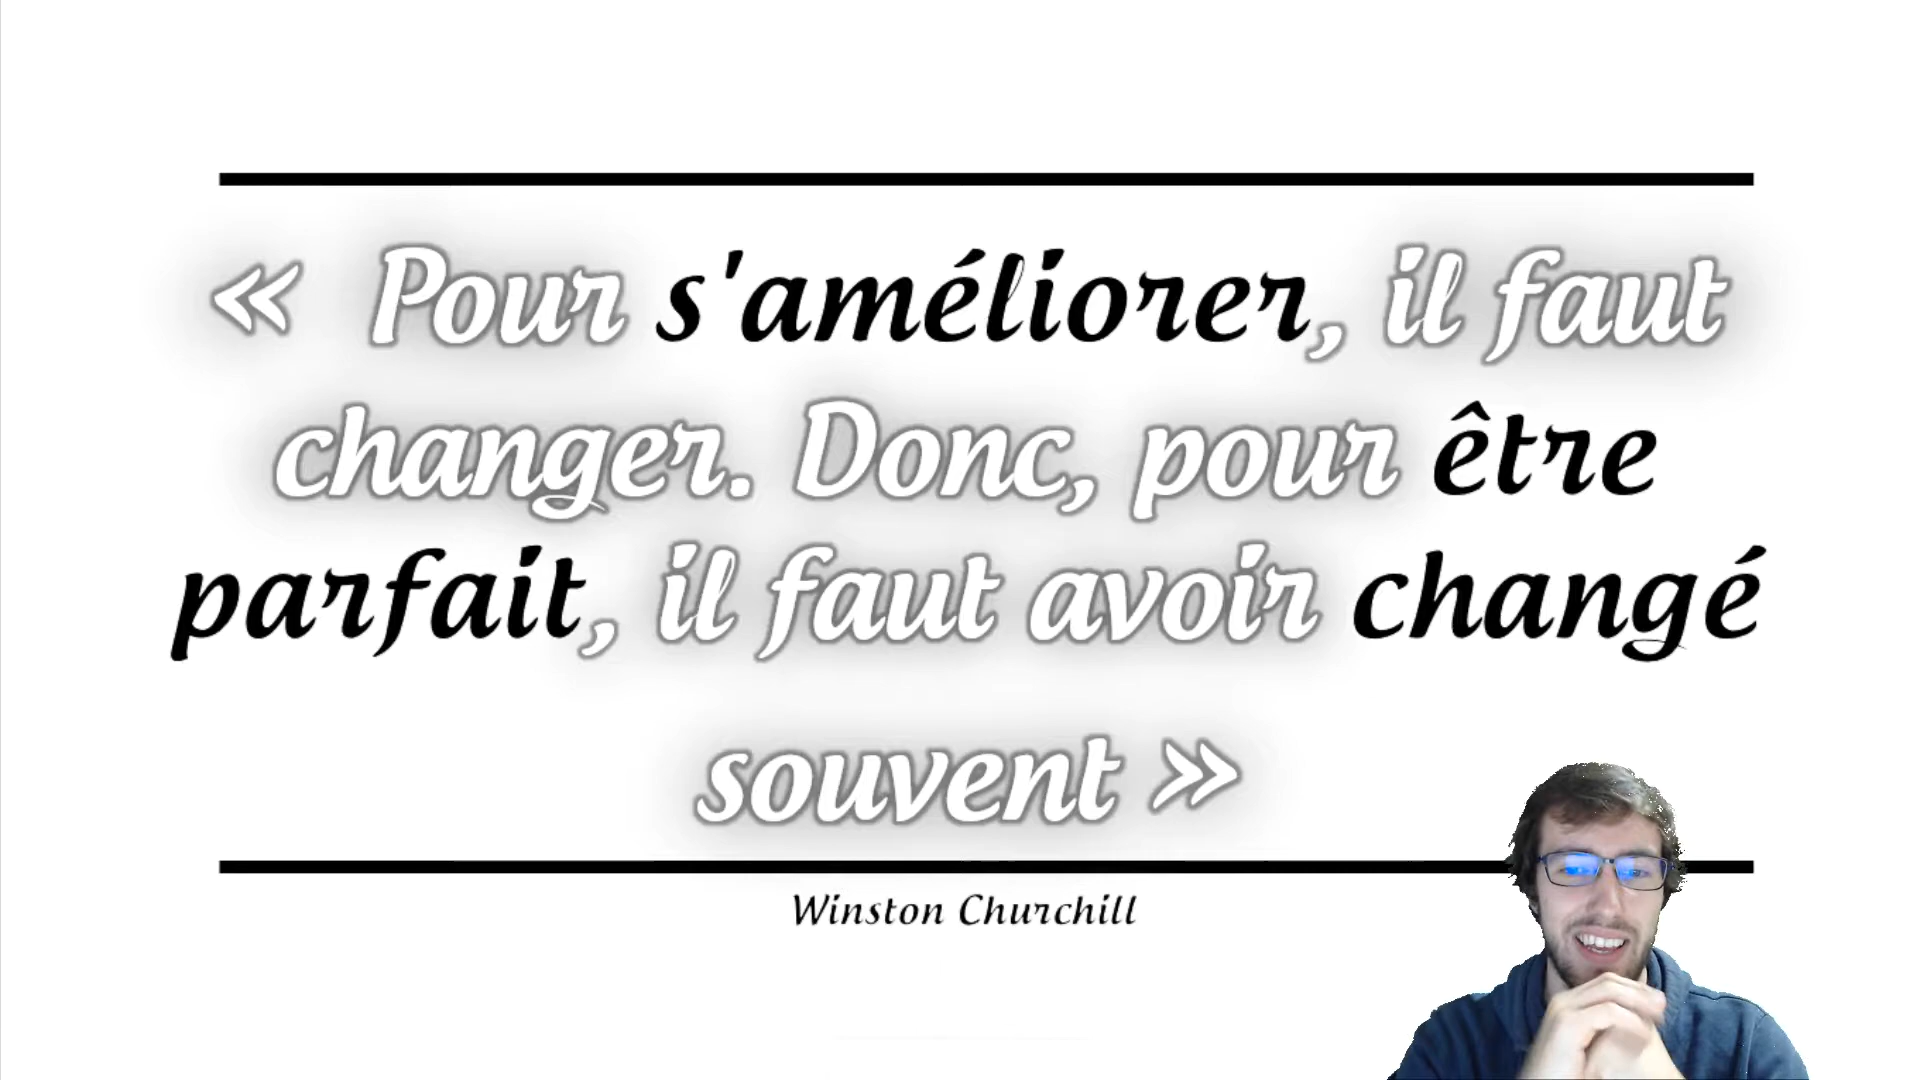 « Pour s'améliorer, il faut
changer. Donc, pour être
parfait, il faut avoir changé
souvent »
Winston Churchill